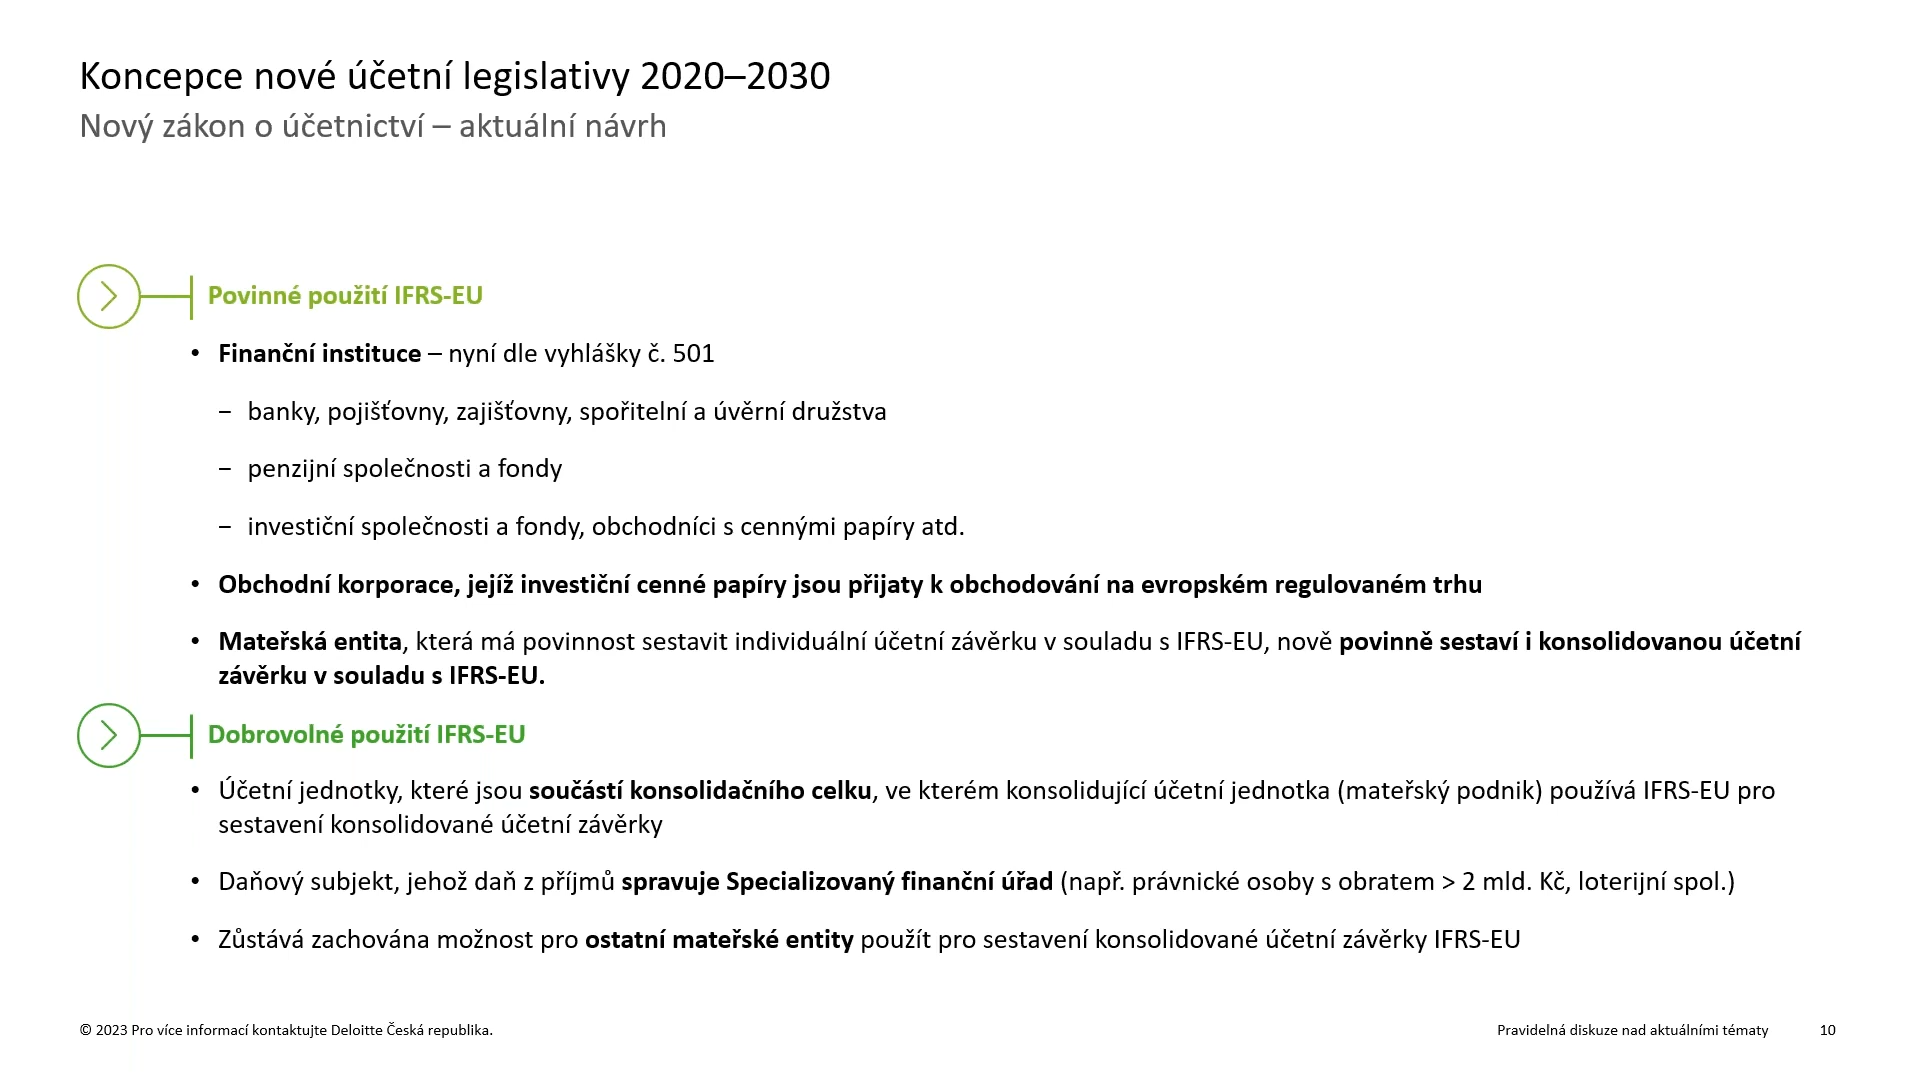 Koncepce nové účetní legislativy 2020–2030
Nový zákon o účetnictví – aktuální návrh
Povinné použití IFRS-EU
• Finanční instituce – nyní dle vyhlášky č. 501
− banky, pojišťovny, zajišťovny, spořitelní a úvěrní družstva
− penzijní společnosti a fondy
− investiční společnosti a fondy, obchodníci s cennými papíry atd.
• Obchodní korporace, jejíž investiční cenné papíry jsou přijaty k obchodování na evropském regulovaném trhu
• Mateřská entita, která má povinnost sestavit individuální účetní závěrku v souladu s IFRS-EU, nově povinně sestaví i konsolidovanou účetní
závěrku v souladu s IFRS-EU.
Dobrovolné použití IFRS-EU
• Účetní jednotky, které jsou součástí konsolidačního celku, ve kterém konsolidující účetní jednotka (mateřský podnik) používá IFRS-EU pro
sestavení konsolidované účetní závěrky
• Daňový subjekt, jehož daň z příjmů spravuje Specializovaný finanční úřad (např. právnické osoby s obratem > 2 mld. Kč, loterijní spol.)
• Zůstává zachována možnost pro ostatní mateřské entity použít pro sestavení konsolidované účetní závěrky IFRS-EU
© 2023 Pro více informací kontaktujte Deloitte Česká republika.
Pravidelná diskuze nad aktuálními tématy 10